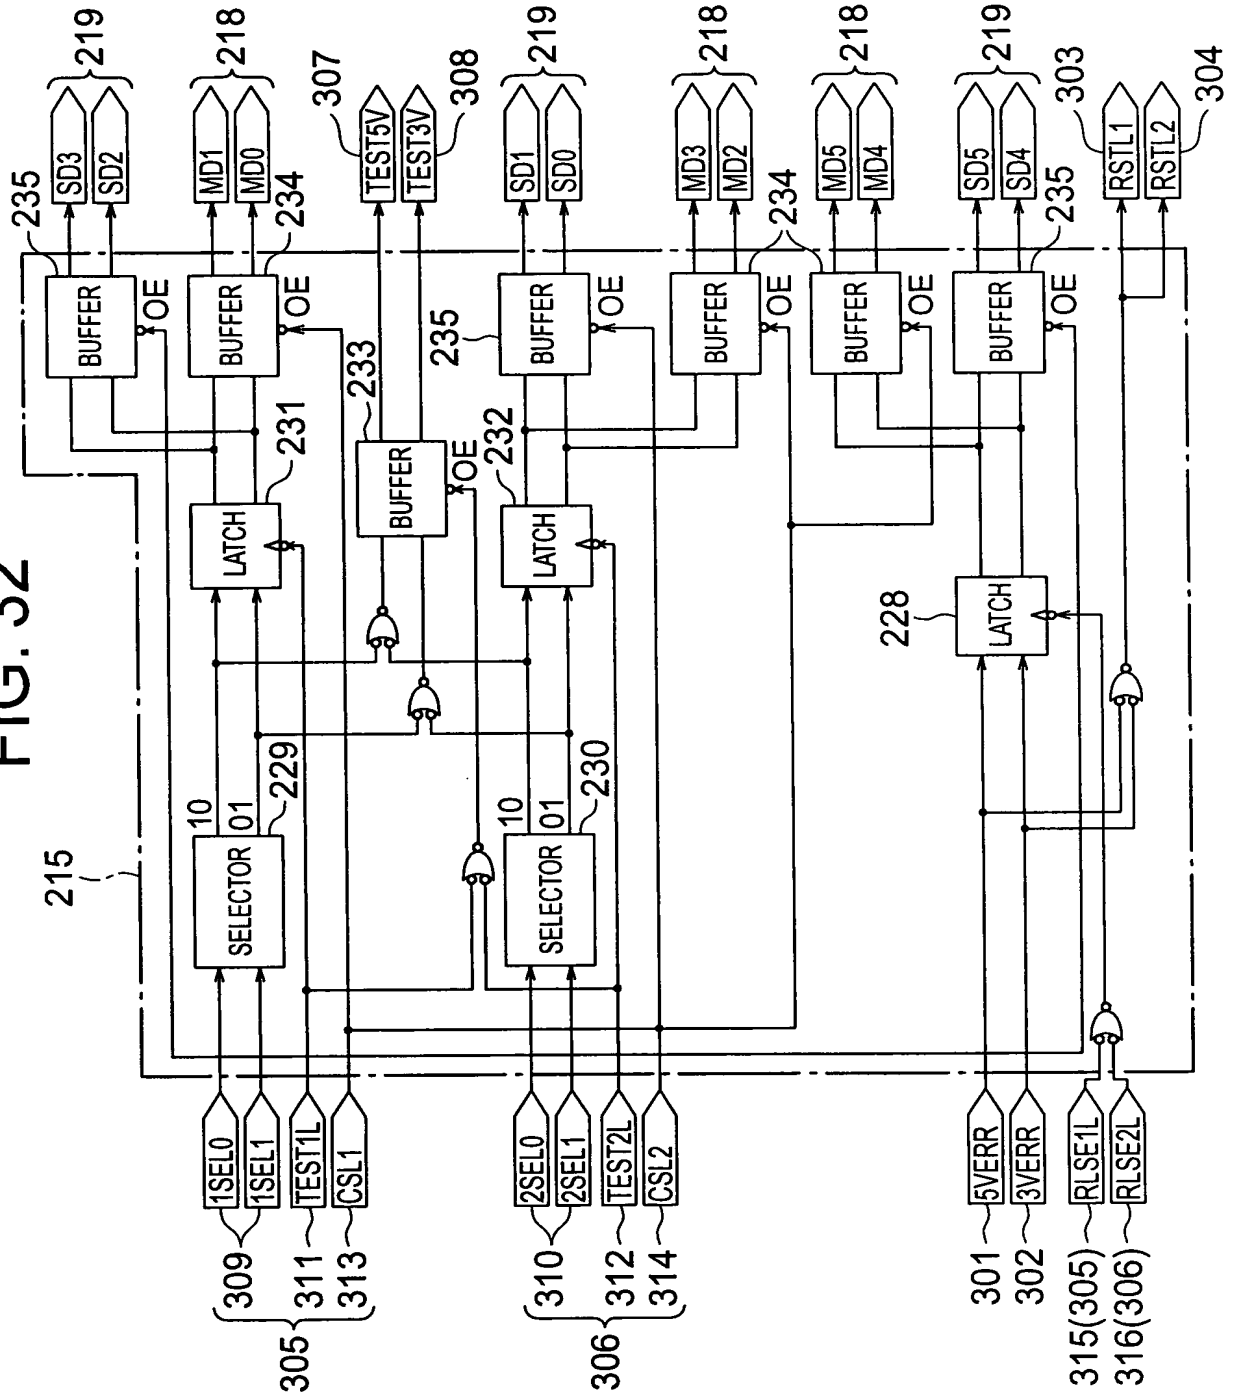 FIG. 32
215
235
SD3
SD2
219
BUFFER
OE
MD1
MD0
218
234
BUFFER
OE
307
TEST5V
TEST3V
308
233
BUFFER
OE
231
LATCH
10
01
229
SELECTOR
1SEL0
1SEL1
TEST1L
CSL1
309
311
313
305
SD1
SD0
219
235
BUFFER
OE
232
LATCH
10
01
230
SELECTOR
2SEL0
2SEL1
TEST2L
CSL2
310
312
314
306
MD3
MD2
218
234
BUFFER
OE
MD5
MD4
218
BUFFER
OE
SD5
SD4
219
235
BUFFER
OE
228
LATCH
5VERR
3VERR
RLSE1L
RLSE2L
301
302
315(305)
316(306)
303
RSTL1
RSTL2
304